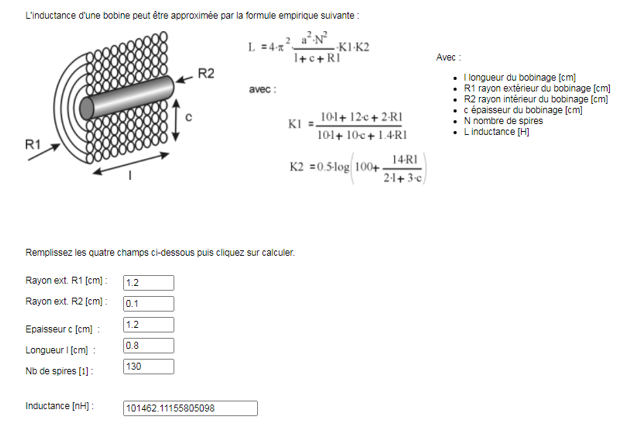 L'inductance d'une bobine peut être approximée par la formule empirique suivante :
L = 4·π² · a²·N² / l + c + R1 · K1·K2
Avec :
R2
avec :
l longueur du bobinage [cm]
R1 rayon extérieur du bobinage [cm]
R2 rayon intérieur du bobinage [cm]
c épaisseur du bobinage [cm]
N nombre de spires
L inductance [H]
c
K1 = 10·l + 12·c + 2·R1 / 10·l + 10·c + 1.4·R1
R1
K2 = 0.5·log(100 + 14·R1 / 2·l + 3·c)
l
Remplissez les quatre champs ci-dessous puis cliquez sur calculer.
Rayon ext. R1 [cm] : 1.2
Rayon ext. R2 [cm] : 0.1
Epaisseur c [cm] : 1.2
Longueur l [cm] : 0.8
Nb de spires [1] : 130
Inductance [nH] : 101462.11155805098